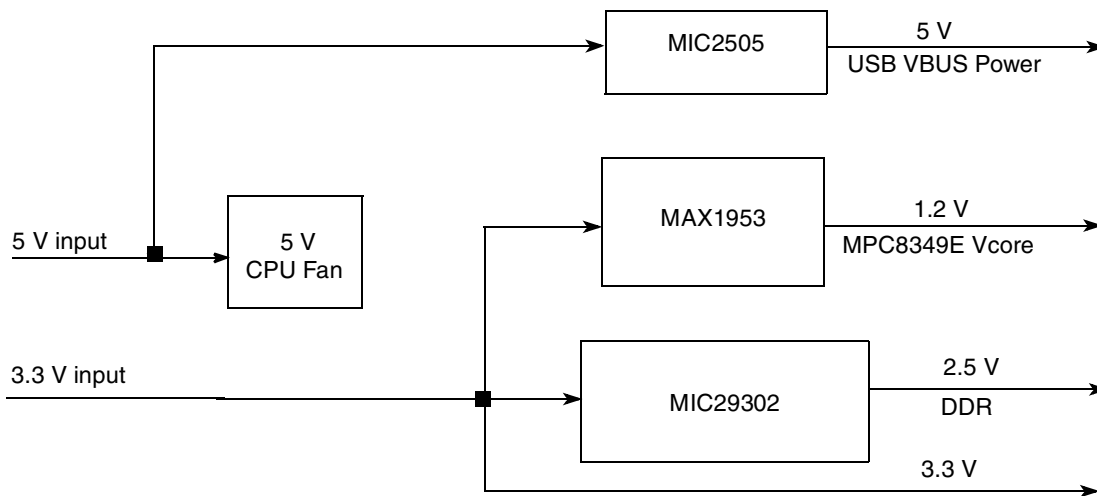 MIC2505
5 V
USB VBUS Power
MAX1953
1.2 V
MPC8349E Vcore
5 V input
5 V
CPU Fan
3.3 V input
MIC29302
2.5 V
DDR
3.3 V